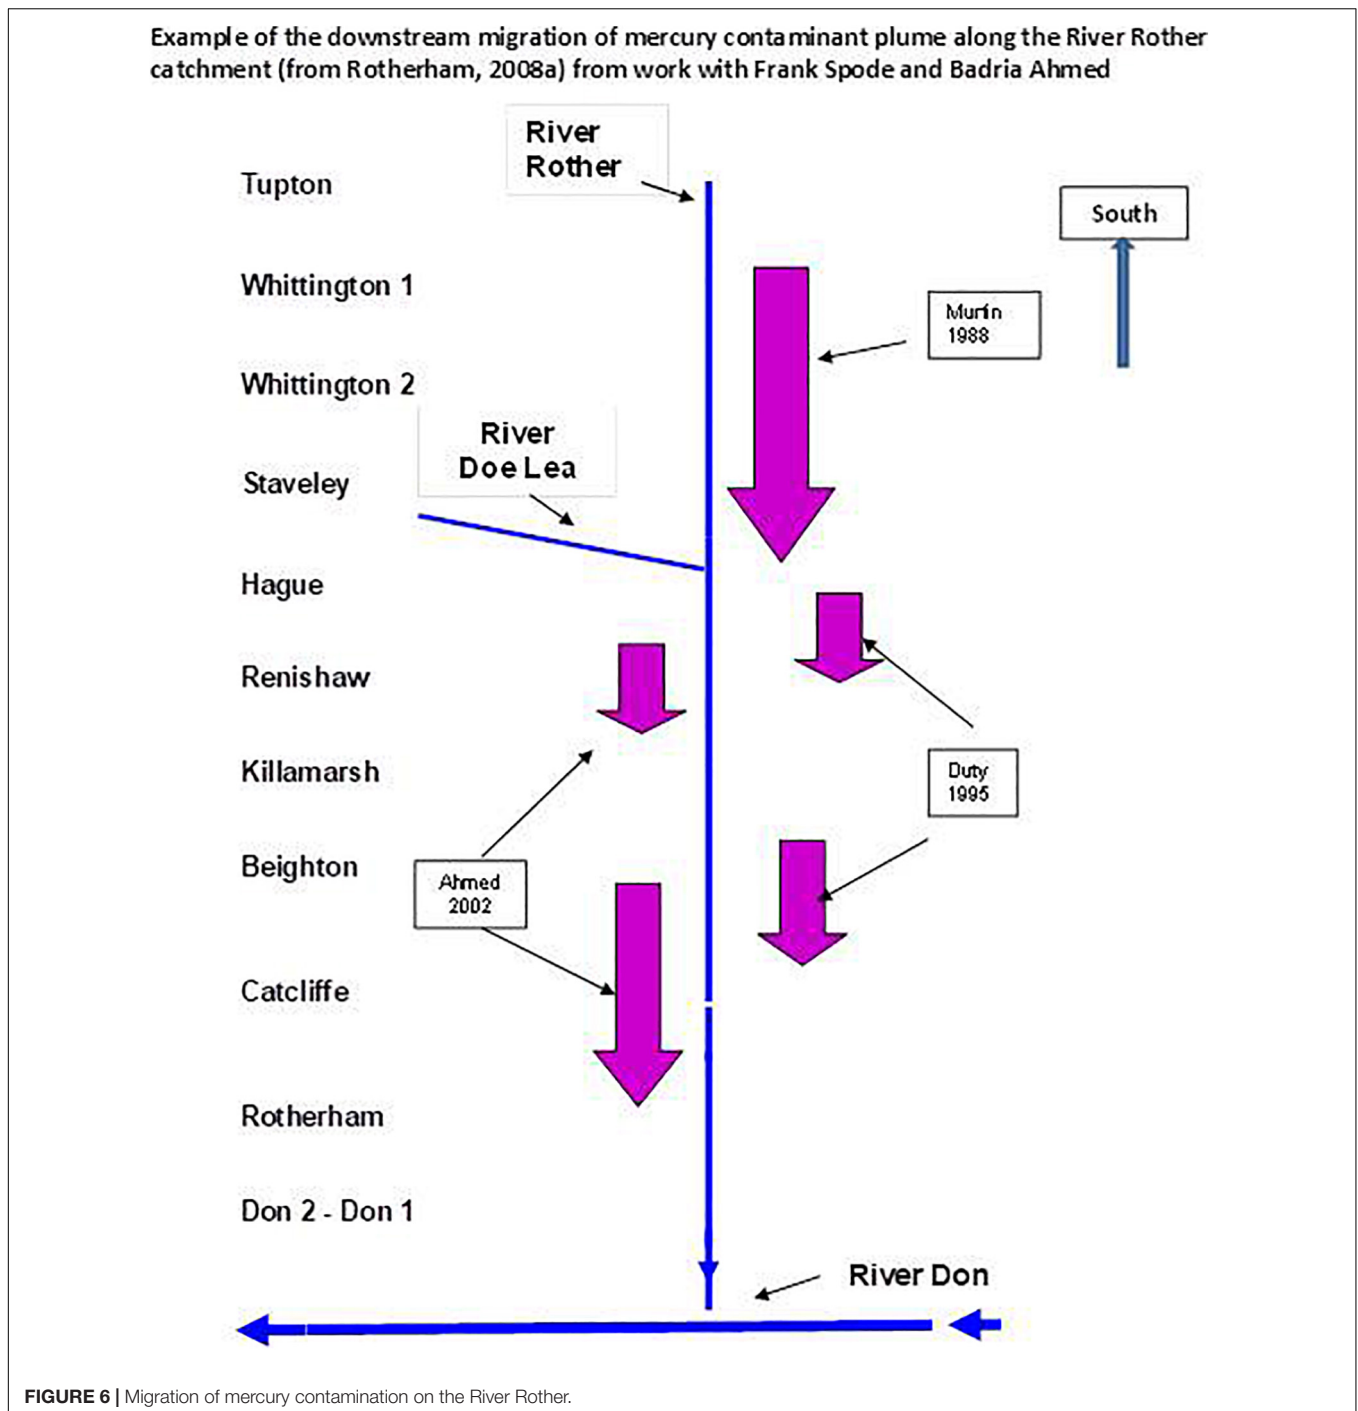 Example of the downstream migration of mercury contaminant plume along the River Rother
catchment (from Rotherham, 2008a) from work with Frank Spode and Badria Ahmed
River
Rother
Tupton
South
Whittington 1
Murfin
1988
Whittington 2
River
Doe Lea
Staveley
Hague
Renishaw
Killamarsh
Duty
1995
Beighton
Ahmed
2002
Catcliffe
Rotherham
Don 2 - Don 1
River Don
FIGURE 6 | Migration of mercury contamination on the River Rother.